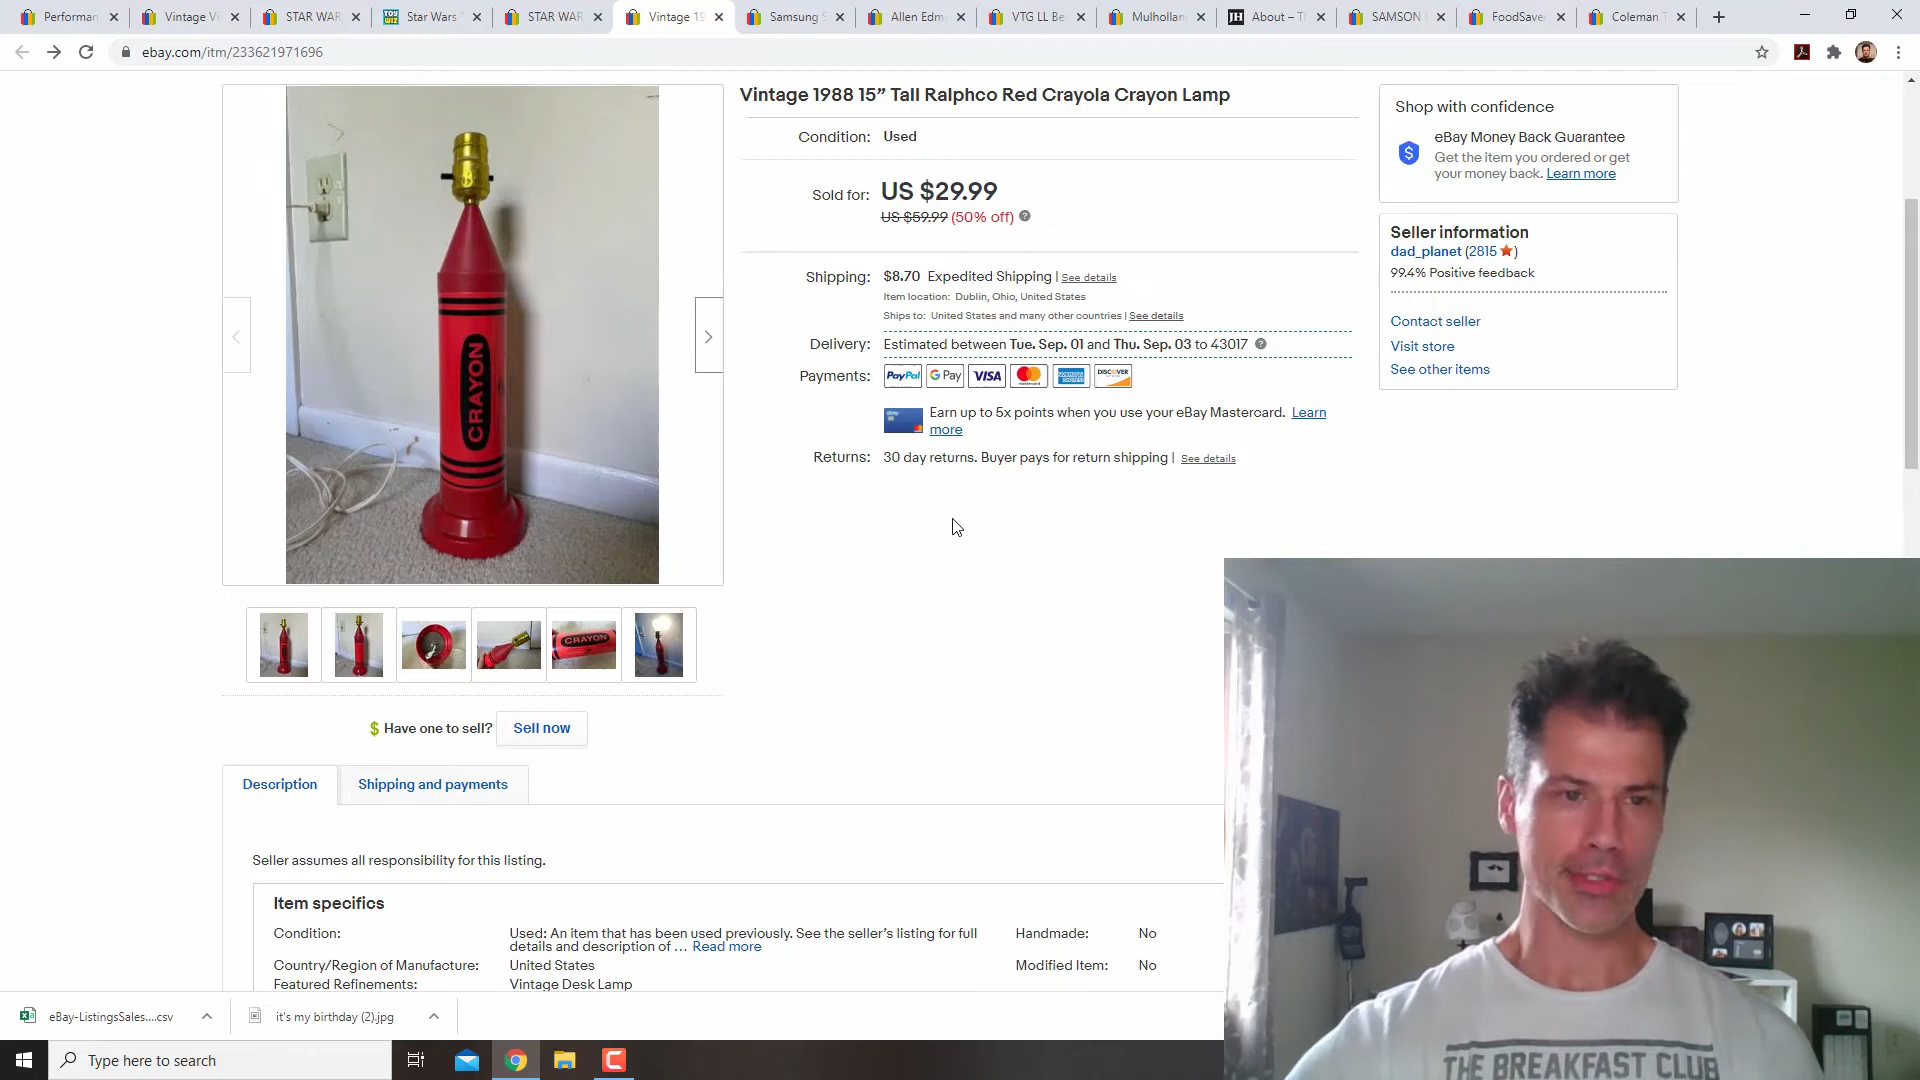 Performan
Vintage Vi
STAR WAR
Star Wars
STAR WAR
Vintage 19
Samsung S
Allen Edm
VTG LL Be
Mulhollan
About – Th
SAMSON
FoodSave
Coleman T
ebay.com/itm/233621971696
Vintage 1988 15” Tall Ralphco Red Crayola Crayon Lamp
Condition: Used
Sold for: US $29.99
US $59.99 (50% off)
Shipping: $8.70 Expedited Shipping | See details
Item location: Dublin, Ohio, United States
Ships to: United States and many other countries | See details
Delivery: Estimated between Tue. Sep. 01 and Thu. Sep. 03 to 43017
Payments: PayPal G Pay VISA MasterCard AMERICAN EXPRESS DISCOVER
Earn up to 5x points when you use your eBay Mastercard. Learn
more
Returns: 30 day returns. Buyer pays for return shipping | See details
Shop with confidence
eBay Money Back Guarantee
Get the item you ordered or get
your money back. Learn more
Seller information
dad_planet (2815)
99.4% Positive feedback
Contact seller
Visit store
See other items
CRAYON
CRAYON
Have one to sell? Sell now
Description
Shipping and payments
Seller assumes all responsibility for this listing.
Item specifics
Condition: Used: An item that has been used previously. See the seller’s listing for full
details and description of ... Read more
Handmade: No
Country/Region of Manufacture: United States
Modified Item: No
Featured Refinements: Vintage Desk Lamp
THE BREAKFAST CLUB
eBay-ListingsSales....csv
it's my birthday (2).jpg
Type here to search